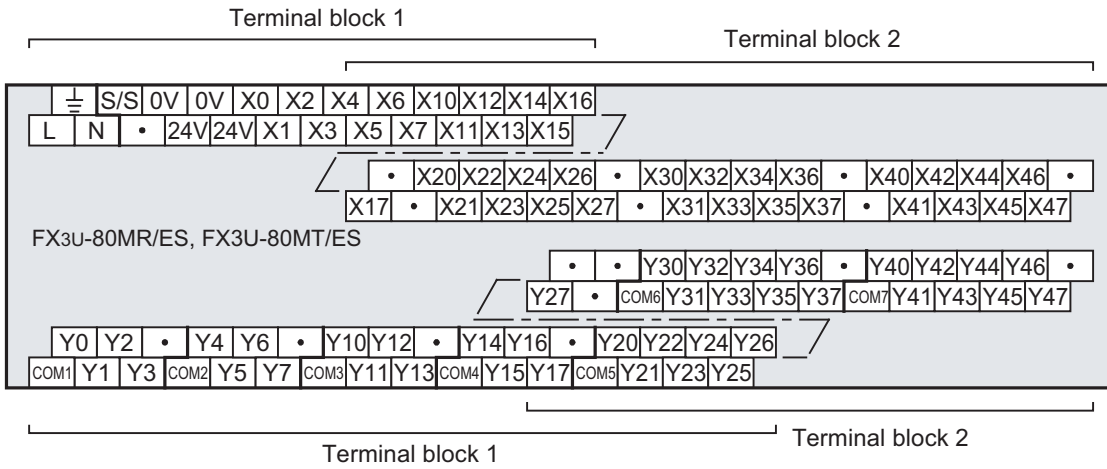 Terminal block 1
Terminal block 2
S/S 0V 0V X0 X2 X4 X6 X10 X12 X14 X16
L N • 24V 24V X1 X3 X5 X7 X11 X13 X15
• X20 X22 X24 X26 • X30 X32 X34 X36 • X40 X42 X44 X46 •
X17 • X21 X23 X25 X27 • X31 X33 X35 X37 • X41 X43 X45 X47
FX3U-80MR/ES, FX3U-80MT/ES
• • Y30 Y32 Y34 Y36 • Y40 Y42 Y44 Y46 •
Y27 • COM6 Y31 Y33 Y35 Y37 COM7 Y41 Y43 Y45 Y47
Y0 Y2 • Y4 Y6 • Y10 Y12 • Y14 Y16 • Y20 Y22 Y24 Y26
COM1 Y1 Y3 COM2 Y5 Y7 COM3 Y11 Y13 COM4 Y15 Y17 COM5 Y21 Y23 Y25
Terminal block 1
Terminal block 2